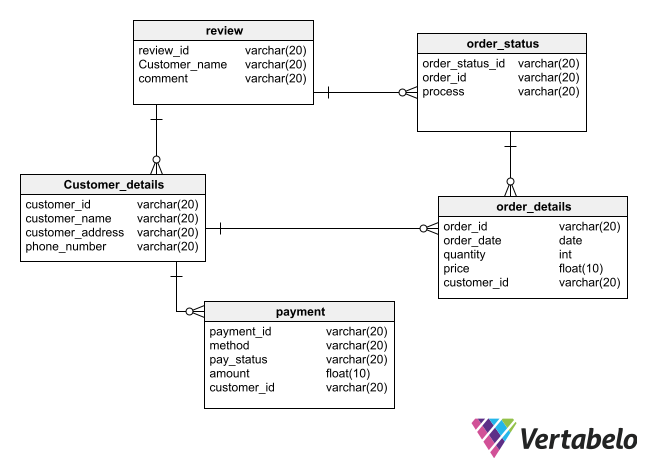 review
review_id varchar(20)
Customer_name varchar(20)
comment varchar(20)
order_status
order_status_id varchar(20)
order_id varchar(20)
process varchar(20)
Customer_details
customer_id varchar(20)
customer_name varchar(20)
customer_address varchar(20)
phone_number varchar(20)
order_details
order_id varchar(20)
order_date date
quantity int
price float(10)
customer_id varchar(20)
payment
payment_id varchar(20)
method varchar(20)
pay_status varchar(20)
amount float(10)
customer_id varchar(20)
Vertabelo